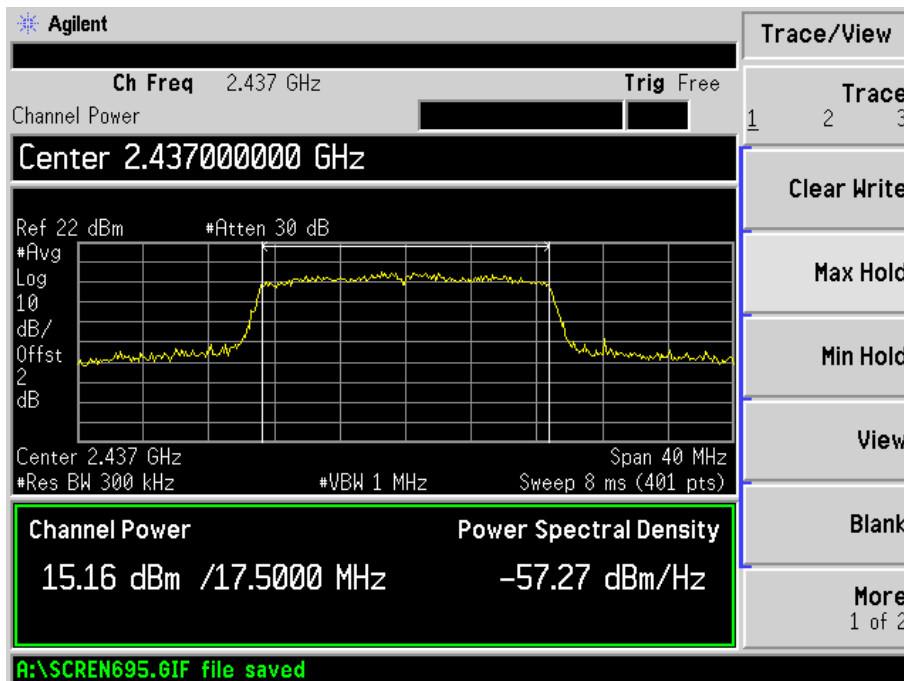 Agilent
Trace/View
Ch Freq 2.437 GHz Trig Free
Channel Power
Trace
1 2 3
Center 2.437000000 GHz
Clear Write
Ref 22 dBm #Atten 30 dB
#Avg
Log
10
dB/
Offst
2
dB
Max Hold
Min Hold
View
Center 2.437 GHz Span 40 MHz
#Res BW 300 kHz #VBW 1 MHz Sweep 8 ms (401 pts)
Blank
Channel Power Power Spectral Density
15.16 dBm /17.5000 MHz -57.27 dBm/Hz
More
1 of 2
A:\SCREN695.GIF file saved